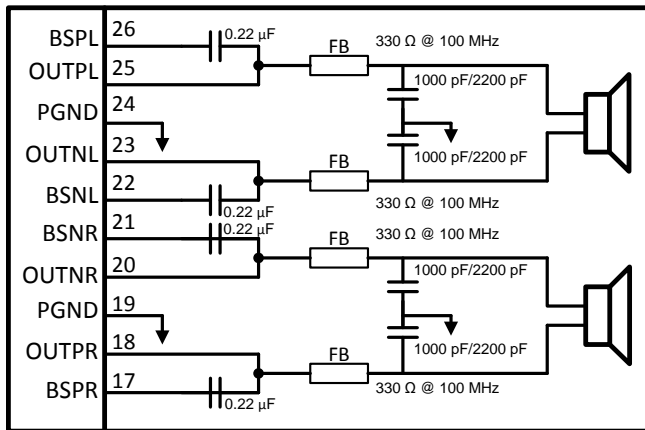 BSPL 26 0.22 µF
FB 330 Ω @ 100 MHz
OUTPL 25
1000 pF/2200 pF
PGND 24
OUTNL 23
1000 pF/2200 pF
FB
BSNL 22
330 Ω @ 100 MHz
0.22 µF
BSNR 21 0.22 µF
330 Ω @ 100 MHz
FB
OUTNR 20
1000 pF/2200 pF
PGND 19
OUTPR 18
1000 pF/2200 pF
FB
BSPR 17
330 Ω @ 100 MHz
0.22 µF